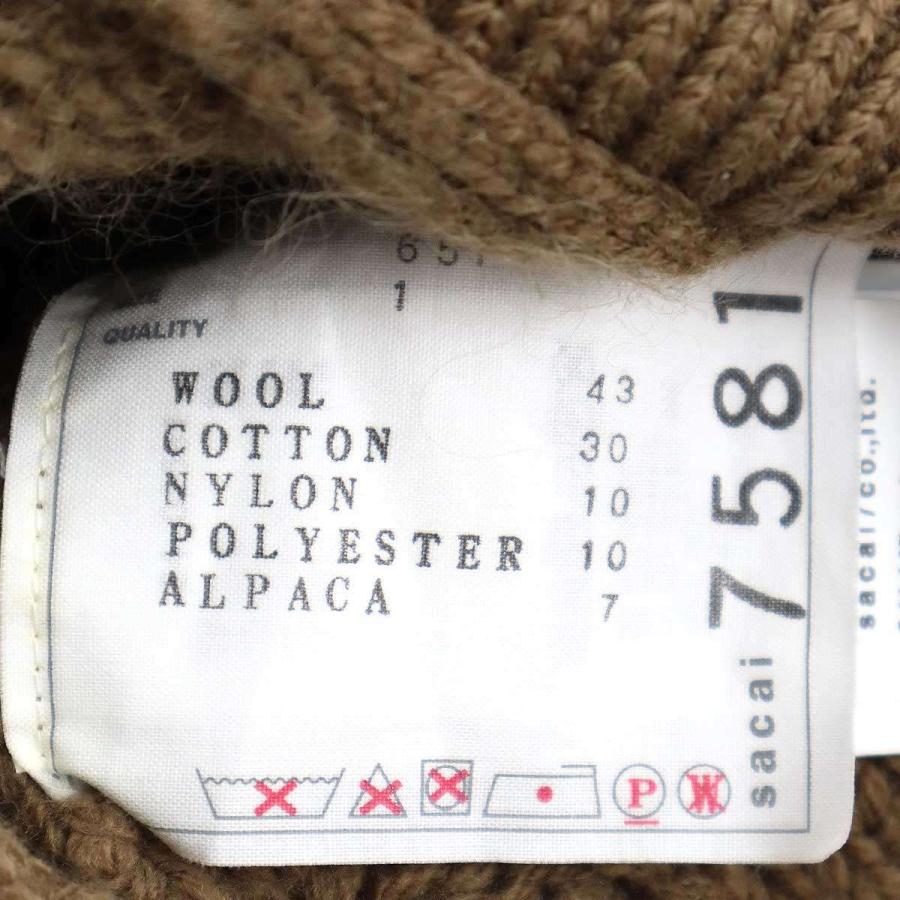 1
QUALITY
WOOL 43
COTTON 30
NYLON 10
POLYESTER 10
ALPACA 7
P W
sacai 7581
sacai/co.,ltd.